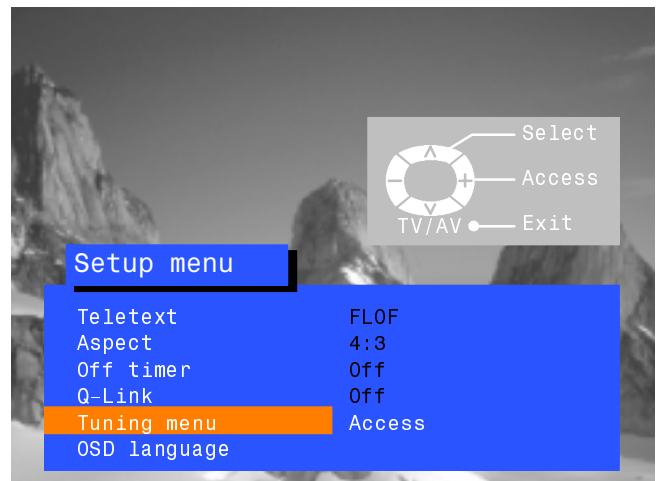 Select
Access
TV/AV Exit
Setup menu
Teletext FLOF
Aspect 4:3
Off timer Off
Q-Link Off
Tuning menu Access
OSD language